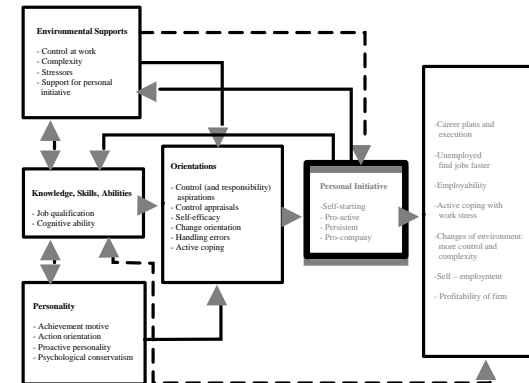 Environmental Supports
- Control at work
- Complexity
- Stressors
- Support for personal
initiative
Knowledge, Skills, Abilities
- Job qualification
- Cognitive ability
Personality
- Achievement motive
- Action orientation
- Proactive personality
- Psychological conservatism
Orientations
- Control (and responsibility)
aspirations
- Control appraisals
- Self-efficacy
- Change orientation
- Handling errors
- Active coping
Personal Initiative
-Self-starting
- Pro-active
- Persistent
- Pro-company
-Career plans and
execution
-Unemployed
find jobs faster
- Employability
-Active coping with
work stress
-Changes of environment:
more control and
complexity
-Self – employment
- Profitability of firm